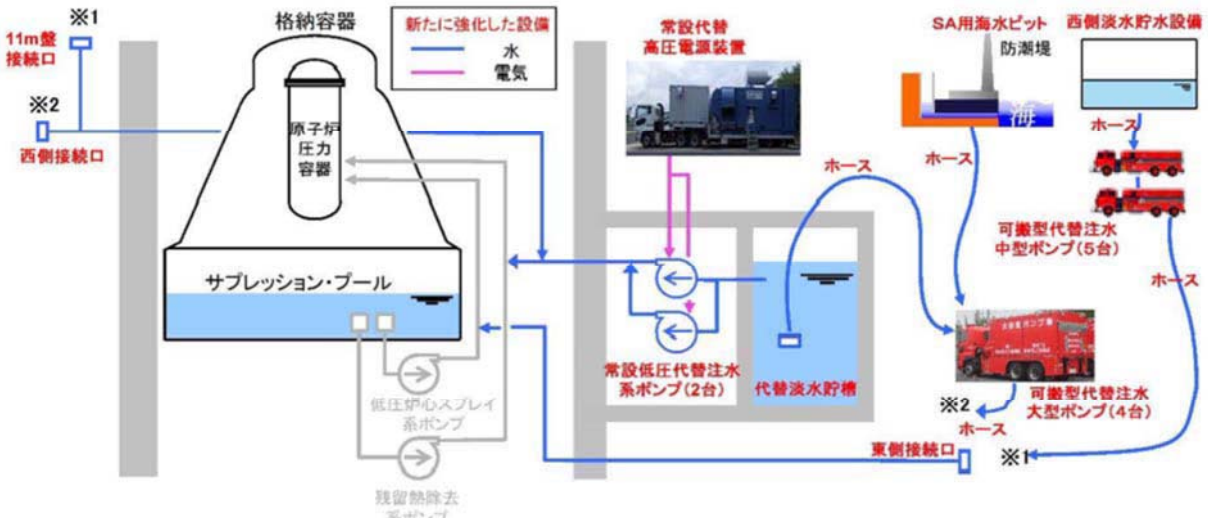 ※1
11m盤
接続口
※2
西側接続口
格納容器
原子炉
圧力
容器
サプレッション・プール
新たに強化した設備
水
電気
低圧炉心スプレイ
系ポンプ
残留熱除去
系ポンプ
常設代替
高圧電源装置
常設低圧代替注水
系ポンプ(2台)
代替淡水貯槽
ホース
SA用海水ピット
防潮堤
海
ホース
西側淡水貯水設備
ホース
可搬型代替注水
中型ポンプ(5台)
ホース
可搬型代替注水
大型ポンプ(4台)
※2
ホース
東側接続口
※1